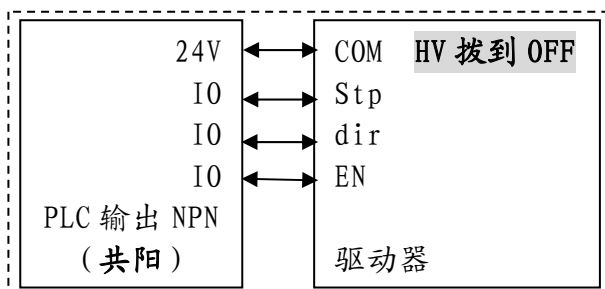 24V COM HV 拨到 OFF
IO Stp
IO dir
IO EN
PLC 输出 NPN
(共阳) 驱动器